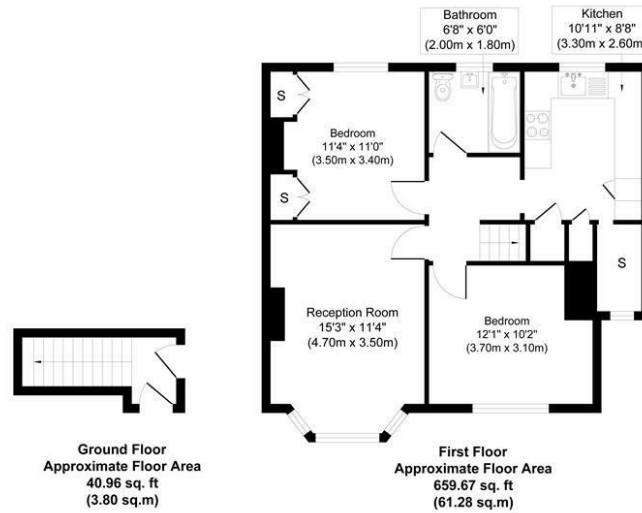 Bathroom
6'8" x 6'0"
(2.00m x 1.80m)
Kitchen
10'11" x 8'8"
(3.30m x 2.60m)
S
Bedroom
11'4" x 11'0"
(3.50m x 3.40m)
S
S
Reception Room
15'3" x 11'4"
(4.70m x 3.50m)
Bedroom
12'1" x 10'2"
(3.70m x 3.10m)
Ground Floor
Approximate Floor Area
40.96 sq. ft
(3.80 sq.m)
First Floor
Approximate Floor Area
659.67 sq. ft
(61.28 sq.m)